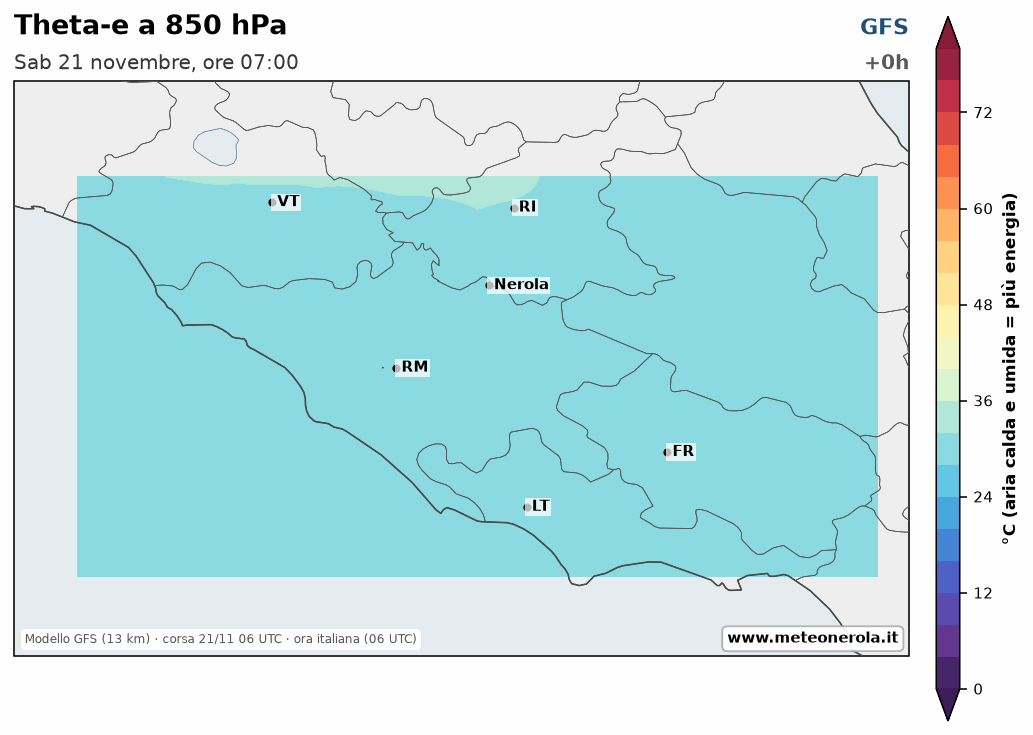 Theta-e a 850 hPa
GFS
Sab 21 novembre, ore 07:00
+0h
VT
RI
Nerola
RM
FR
LT
Modello GFS (13 km) · corsa 21/11 06 UTC · ora italiana (06 UTC)
www.meteonerola.it
72
60
48
36
24
12
0
°C (aria calda e umida = più energia)